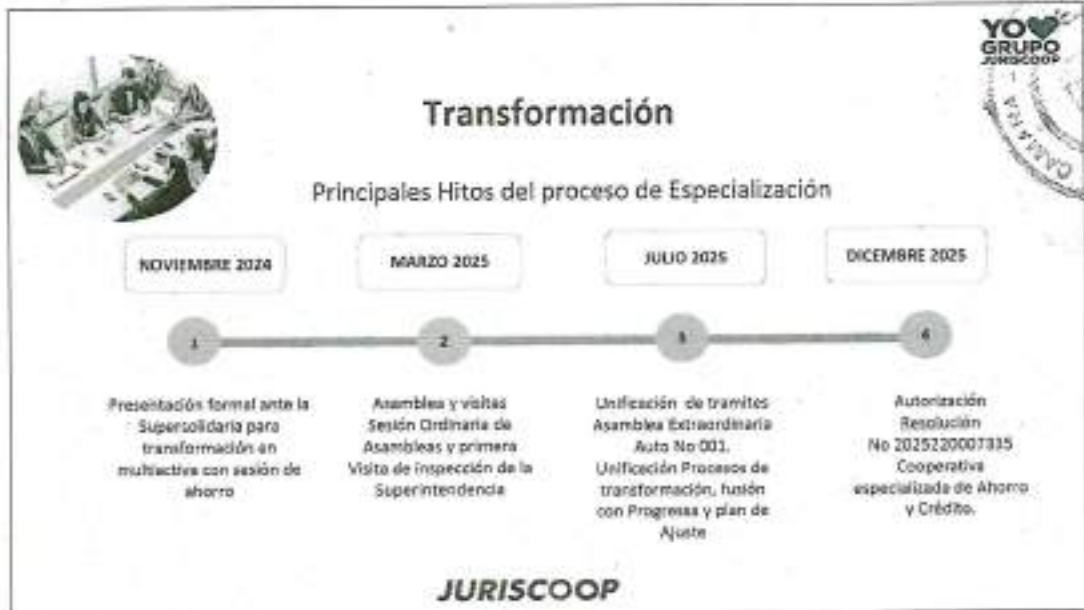 YO
GRUPO
JURISCOOP
CAMARA -
Transformación
Principales Hitos del proceso de Especialización
NOVIEMBRE 2024
MARZO 2025
JULIO 2025
DICEMBRE 2025
1
2
3
4
Presentación formal ante la
Supersolidaria para
transformación en
multiactiva con sesión de
ahorro
Asamblea y visitas
Sesión Ordinaria de
Asambleas y primera
Visita de inspección de la
Superintendencia
Unificación de tramites
Asamblea Extraordinaria
Auto No 001.
Unificación Procesos de
transformación, fusión
con Progressa y plan de
Ajuste
Autorización
Resolución
No 2025220007335
Cooperativa
especializada de Ahorro
y Crédito.
JURISCOOP